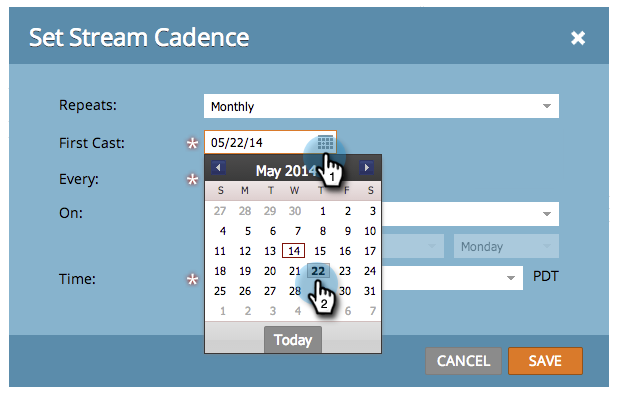 Set Stream Cadence
Repeats: Monthly
First Cast: * 05/22/14
1
May 2014
Every: *
S M T W T F S
27 28 29 30 1 2 3
On:
4 5 6 7 8 9 10
11 12 13 14 15 16 17
Monday
18 19 20 21 22 23 24
Time: * PDT
25 26 27 28 30 31
2
1 2 3 4 6 7
Today
CANCEL SAVE